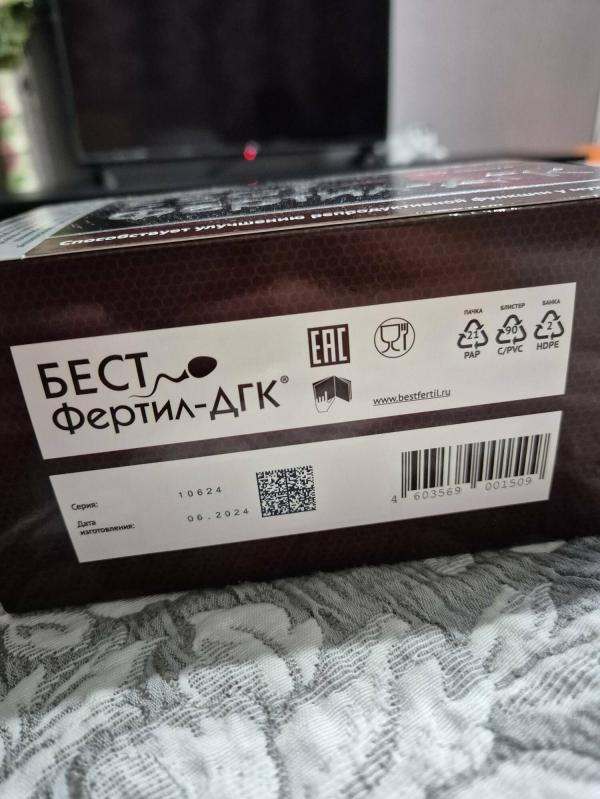 Способствует улучшению репродуктивной функции у
БЕСТ
Фертил-ДГК®
EAC
www.bestfertil.ru
ПАЧКА
21
PAP
БЛИСТЕР
90
C/PVC
БАНКА
2
HDPE
Серия: 10624
Дата
изготовления: 06.2024
4 603569 001509